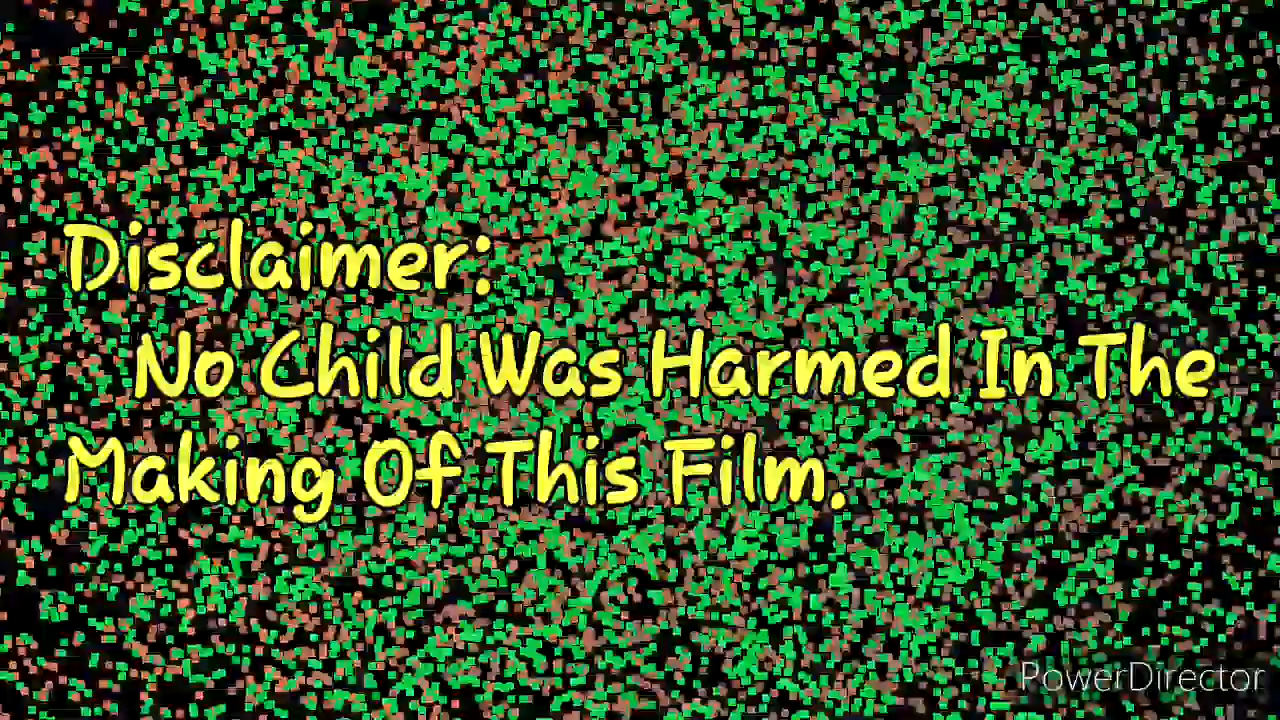 Disclaimer:
No Child Was Harmed In The
Making Of This Film.
PowerDirector